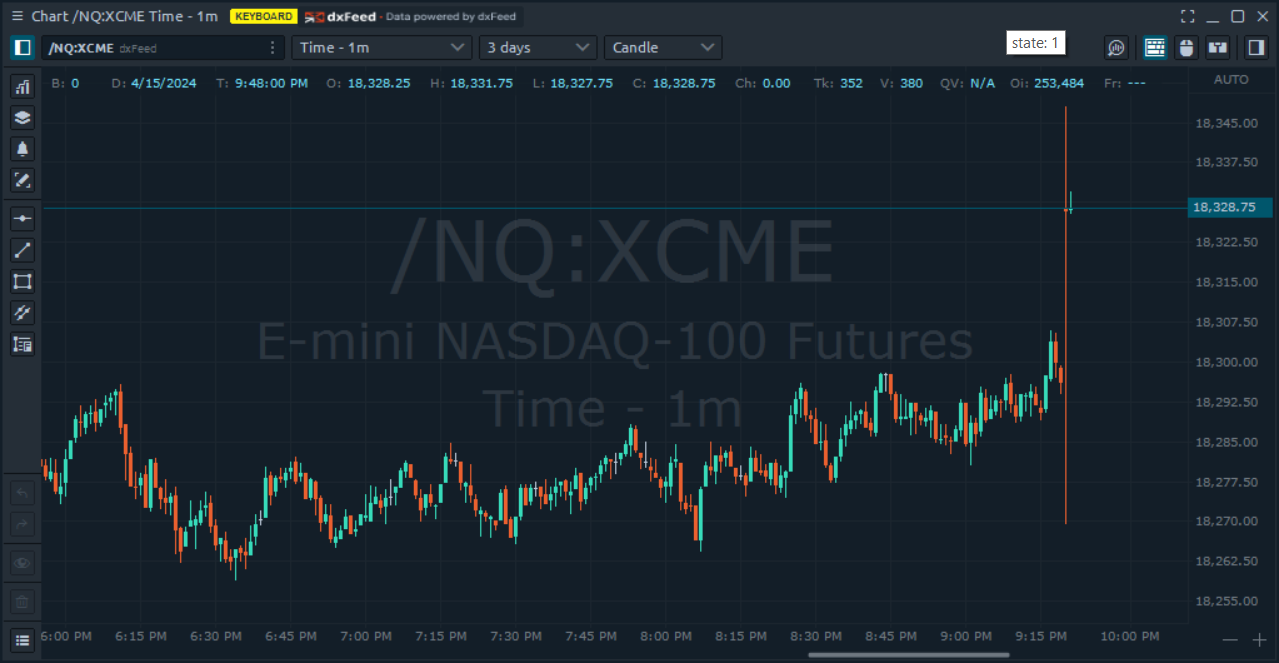 Chart /NQ:XCME Time - 1m KEYBOARD dxFeed - Data powered by dxFeed
/NQ:XCME dxFeed Time - 1m 3 days Candle state: 1
B: 0 D: 4/15/2024 T: 9:48:00 PM O: 18,328.25 H: 18,331.75 L: 18,327.75 C: 18,328.75 Ch: 0.00 Tk: 352 V: 380 QV: N/A Oi: 253,484 Fr: --- AUTO
18,345.00
18,337.50
18,328.75
18,322.50
18,315.00
18,307.50
18,300.00
18,292.50
18,285.00
18,277.50
18,270.00
18,262.50
18,255.00
/NQ:XCME
E-mini NASDAQ-100 Futures
Time - 1m
6:00 PM 6:15 PM 6:30 PM 6:45 PM 7:00 PM 7:15 PM 7:30 PM 7:45 PM 8:00 PM 8:15 PM 8:30 PM 8:45 PM 9:00 PM 9:15 PM 10:00 PM